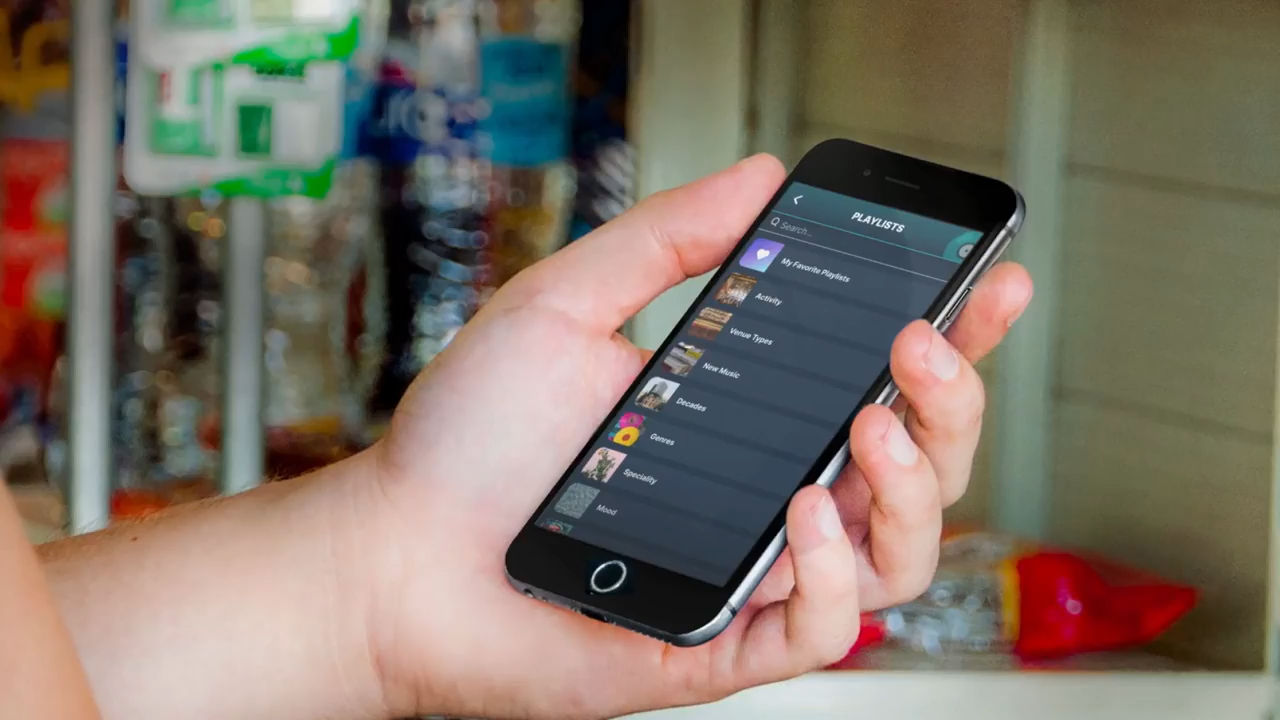 PLAYLISTS
Search...
My Favorite Playlists
Activity
Venue Types
New Music
Decades
Genres
Speciality
Mood